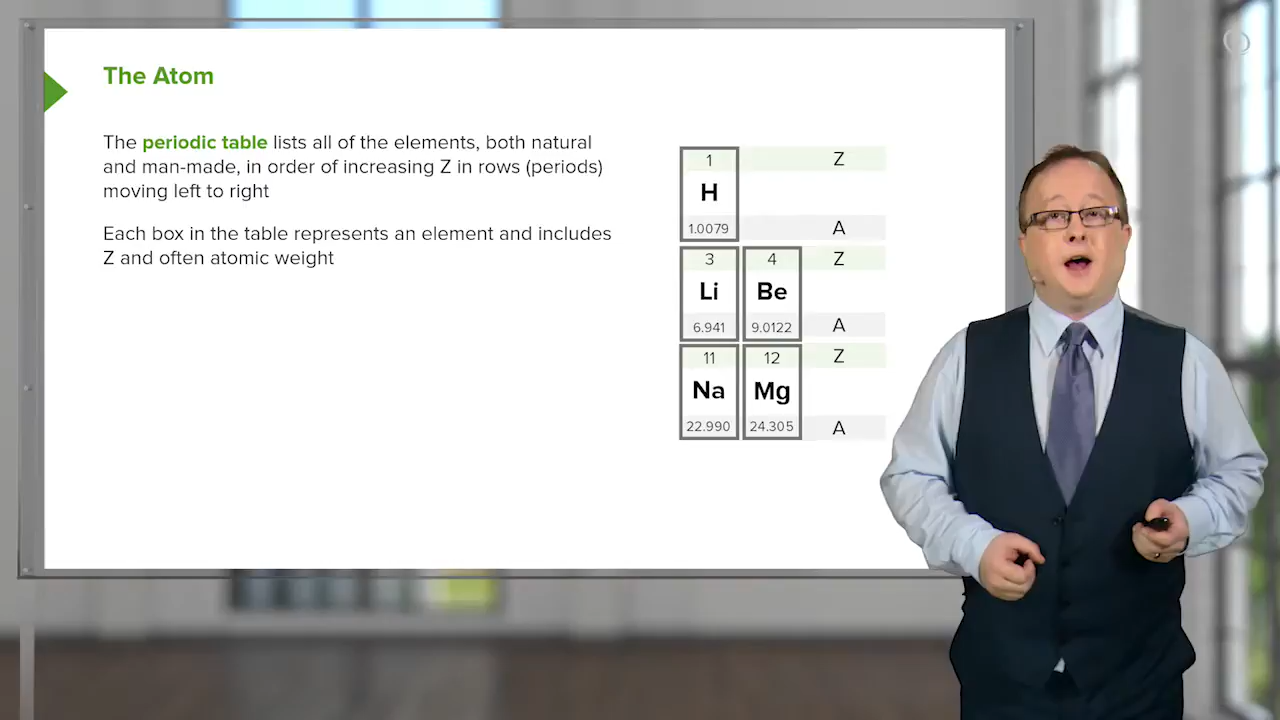 The Atom
The periodic table lists all of the elements, both natural
and man-made, in order of increasing Z in rows (periods)
moving left to right
Each box in the table represents an element and includes
Z and often atomic weight
1 Z
H
1.0079 A
3 4 Z
Li Be
6.941 9.0122 A
11 12 Z
Na Mg
22.990 24.305 A